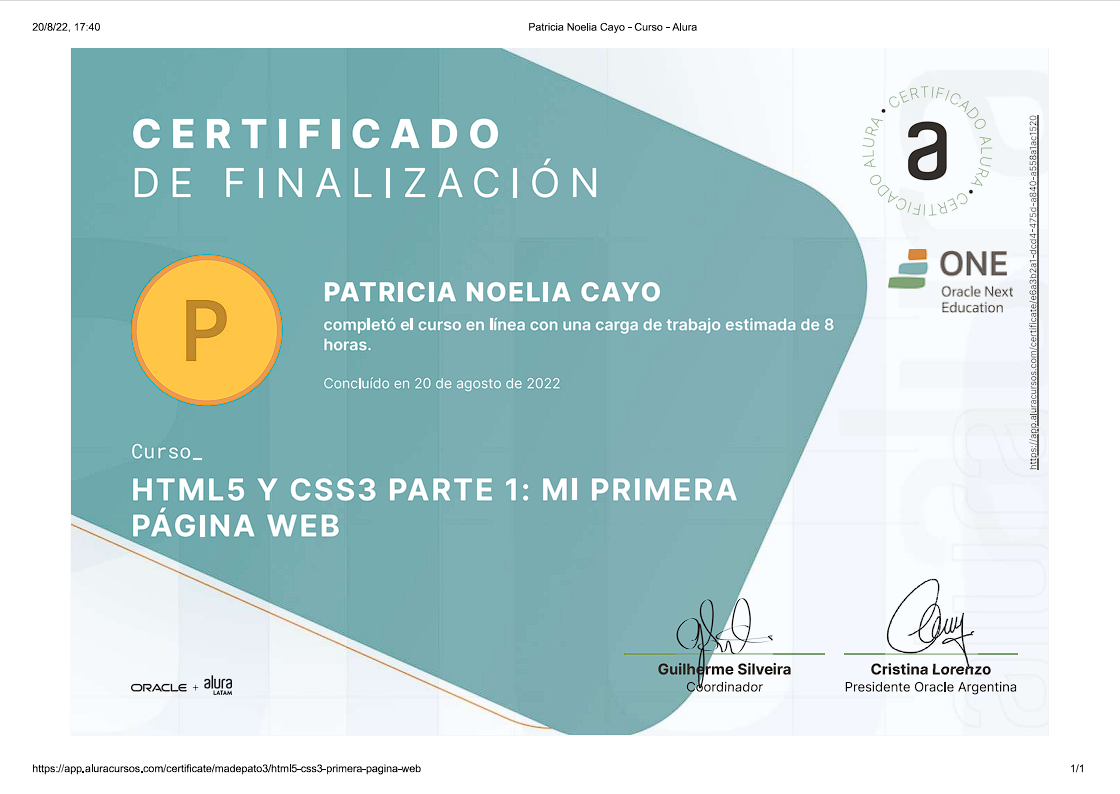 20/8/22, 17:40
Patricia Noelia Cayo - Curso - Alura
CERTIFICADO
DE FINALIZACIÓN
CERTIFICADO ALURA • CERTIFICADO ALURA •
a
ONE
Oracle Next
Education
https://app.aluracursos.com/certificate/e6a3b2a1-dcd4-475d-a840-a558a1ac1520
P
PATRICIA NOELIA CAYO
completó el curso en línea con una carga de trabajo estimada de 8
horas.
Concluído en 20 de agosto de 2022
Curso_
HTML5 Y CSS3 PARTE 1: MI PRIMERA
PÁGINA WEB
Guilherme Silveira
Coordinador
Cristina Lorenzo
Presidente Oracle Argentina
ORACLE + alura
LATAM
https://app.aluracursos.com/certificate/madepato3/html5-css3-primera-pagina-web
1/1